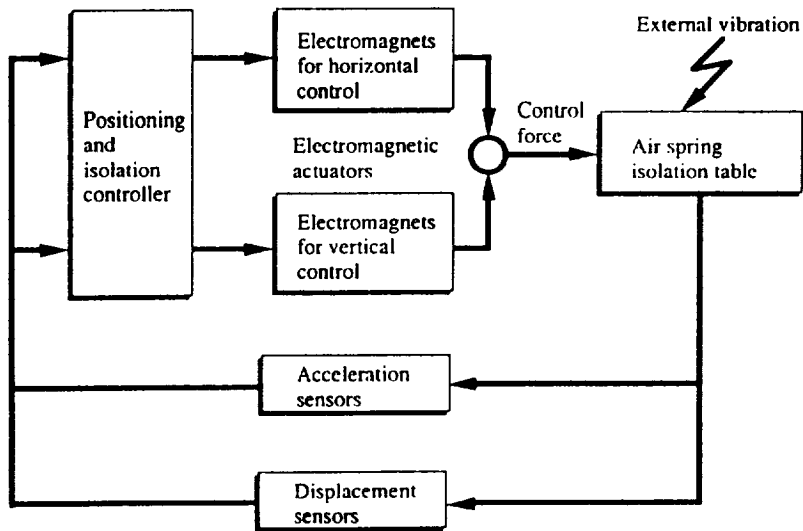 External vibration
Electromagnets
for horizontal
control
Positioning
and
isolation
controller
Electromagnetic
actuators
Control
force
Air spring
isolation table
Electromagnets
for vertical
control
Acceleration
sensors
Displacement
sensors